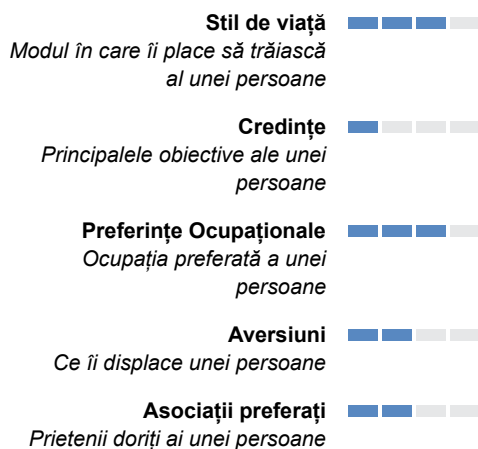 Stil de viață
Modul în care îi place să trăiască
al unei persoane
Credințe
Principalele obiective ale unei
persoane
Preferințe Ocupaționale
Ocupația preferată a unei
persoane
Aversiuni
Ce îi displace unei persoane
Asociații preferați
Prietenii doriți ai unei persoane